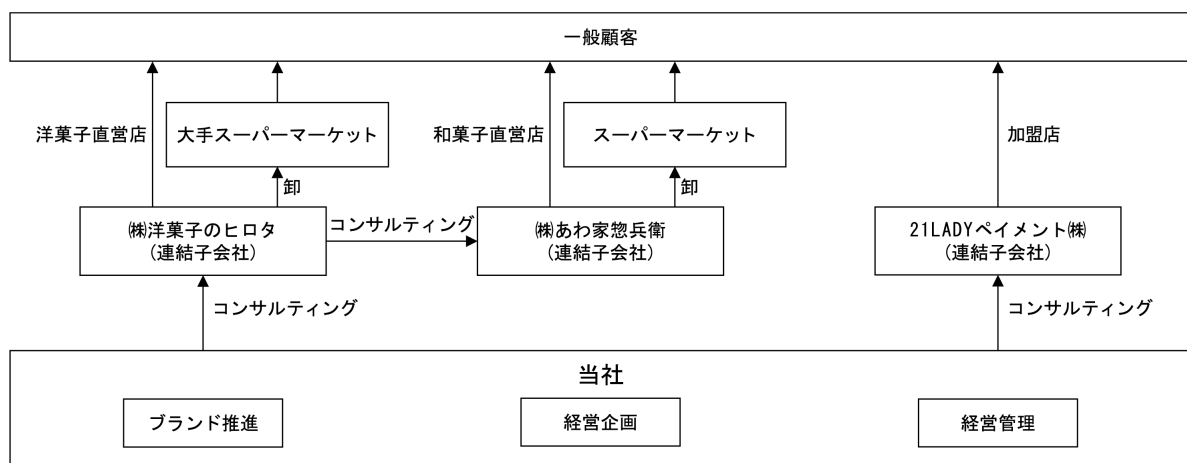 一般顧客
洋菓子直営店
大手スーパーマーケット
和菓子直営店
スーパーマーケット
加盟店
卸
卸
㈱洋菓子のヒロタ
(連結子会社)
コンサルティング
㈱あわ家惣兵衛
(連結子会社)
21LADYペイメント㈱
(連結子会社)
コンサルティング
コンサルティング
当社
ブランド推進
経営企画
経営管理